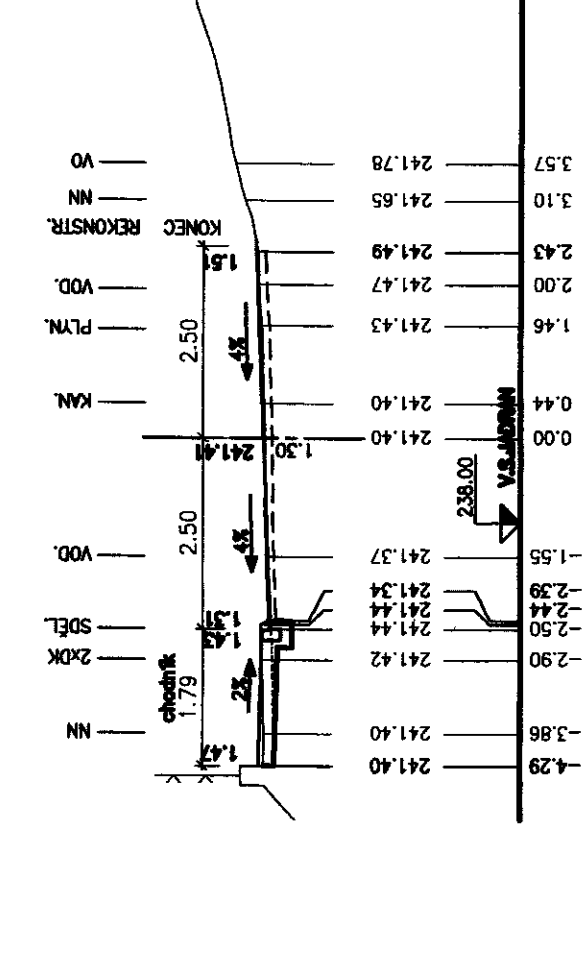 VO 241.78 3.57
NN 241.65 3.10
KONEC REKONSTR.
1.51 241.49 2.43
VOD. 241.47 2.00
PLYN. 241.43 1.46
2.50 4%
KAN. 241.40 0.44
241.41 1.30 241.40 0.00
V.S.JADRAN
238.00
2.50 4%
VOD. 241.37 -1.55
241.34 -2.39
241.44 -2.44
SDĚL. 1.31 241.44 -2.50
1.43
2xDK 241.42 -2.90
chodník
1.79 2%
NN 241.40 -3.86
1.47 241.40 -4.29